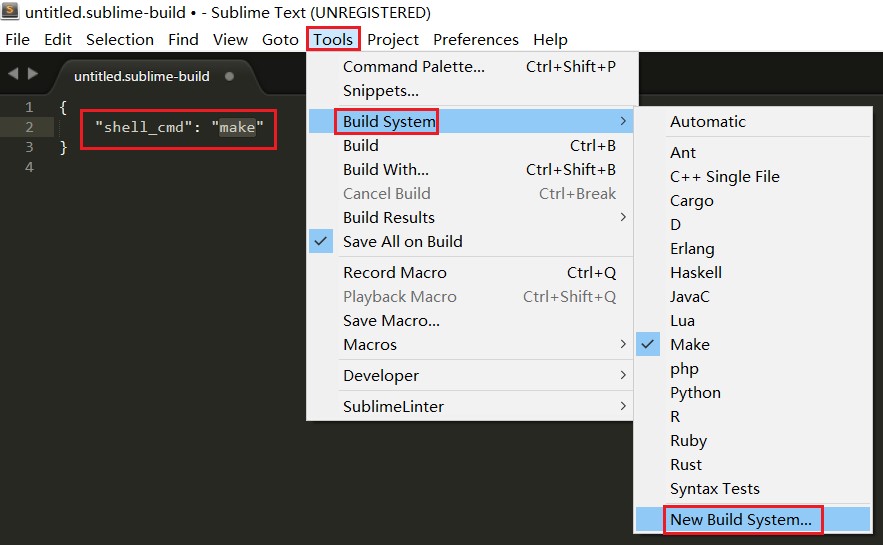 untitled.sublime-build • - Sublime Text (UNREGISTERED)
File Edit Selection Find View Goto Tools Project Preferences Help
untitled.sublime-build
1 {
2 "shell_cmd": "make"
3 }
4
Command Palette... Ctrl+Shift+P
Snippets...
Build System
Build Ctrl+B
Build With... Ctrl+Shift+B
Cancel Build Ctrl+Break
Build Results
Save All on Build
Record Macro Ctrl+Q
Playback Macro Ctrl+Shift+Q
Save Macro...
Macros
Developer
SublimeLinter
Automatic
Ant
C++ Single File
Cargo
D
Erlang
Haskell
JavaC
Lua
Make
php
Python
R
Ruby
Rust
Syntax Tests
New Build System...